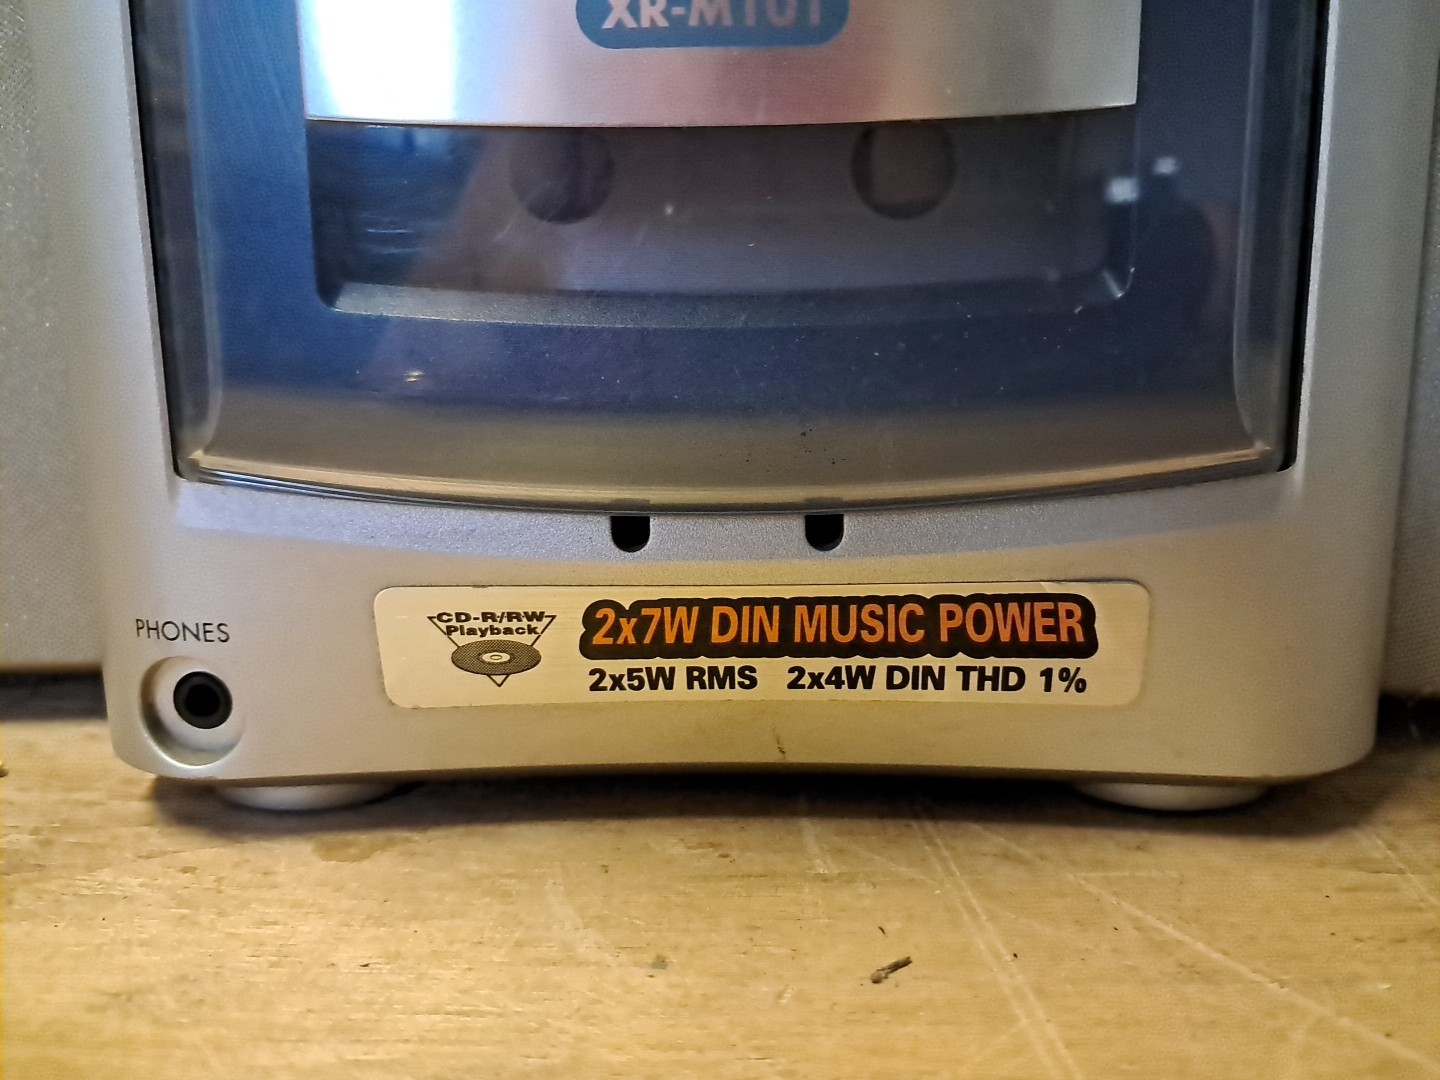 XR-M101
PHONES
CD-R/RW
Playback
2x7W DIN MUSIC POWER
2x5W RMS 2x4W DIN THD 1%